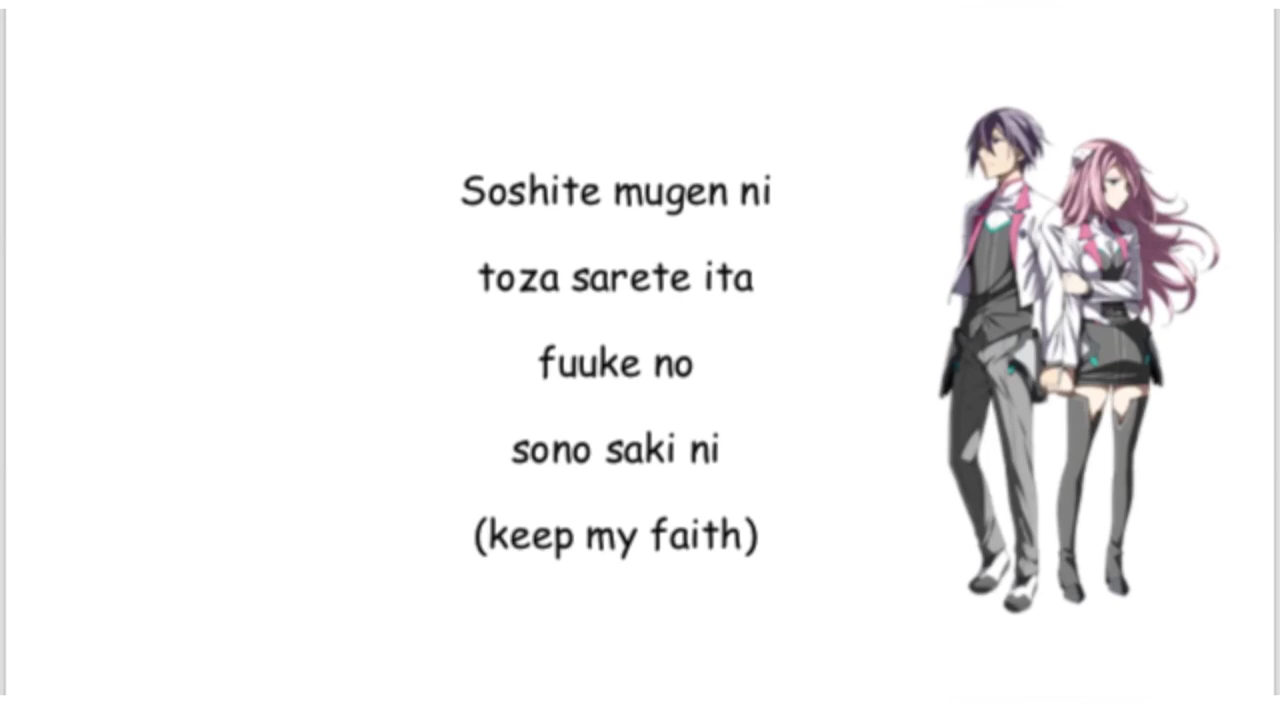 Soshite mugen ni
toza sarete ita
fuuke no
sono saki ni
(keep my faith)